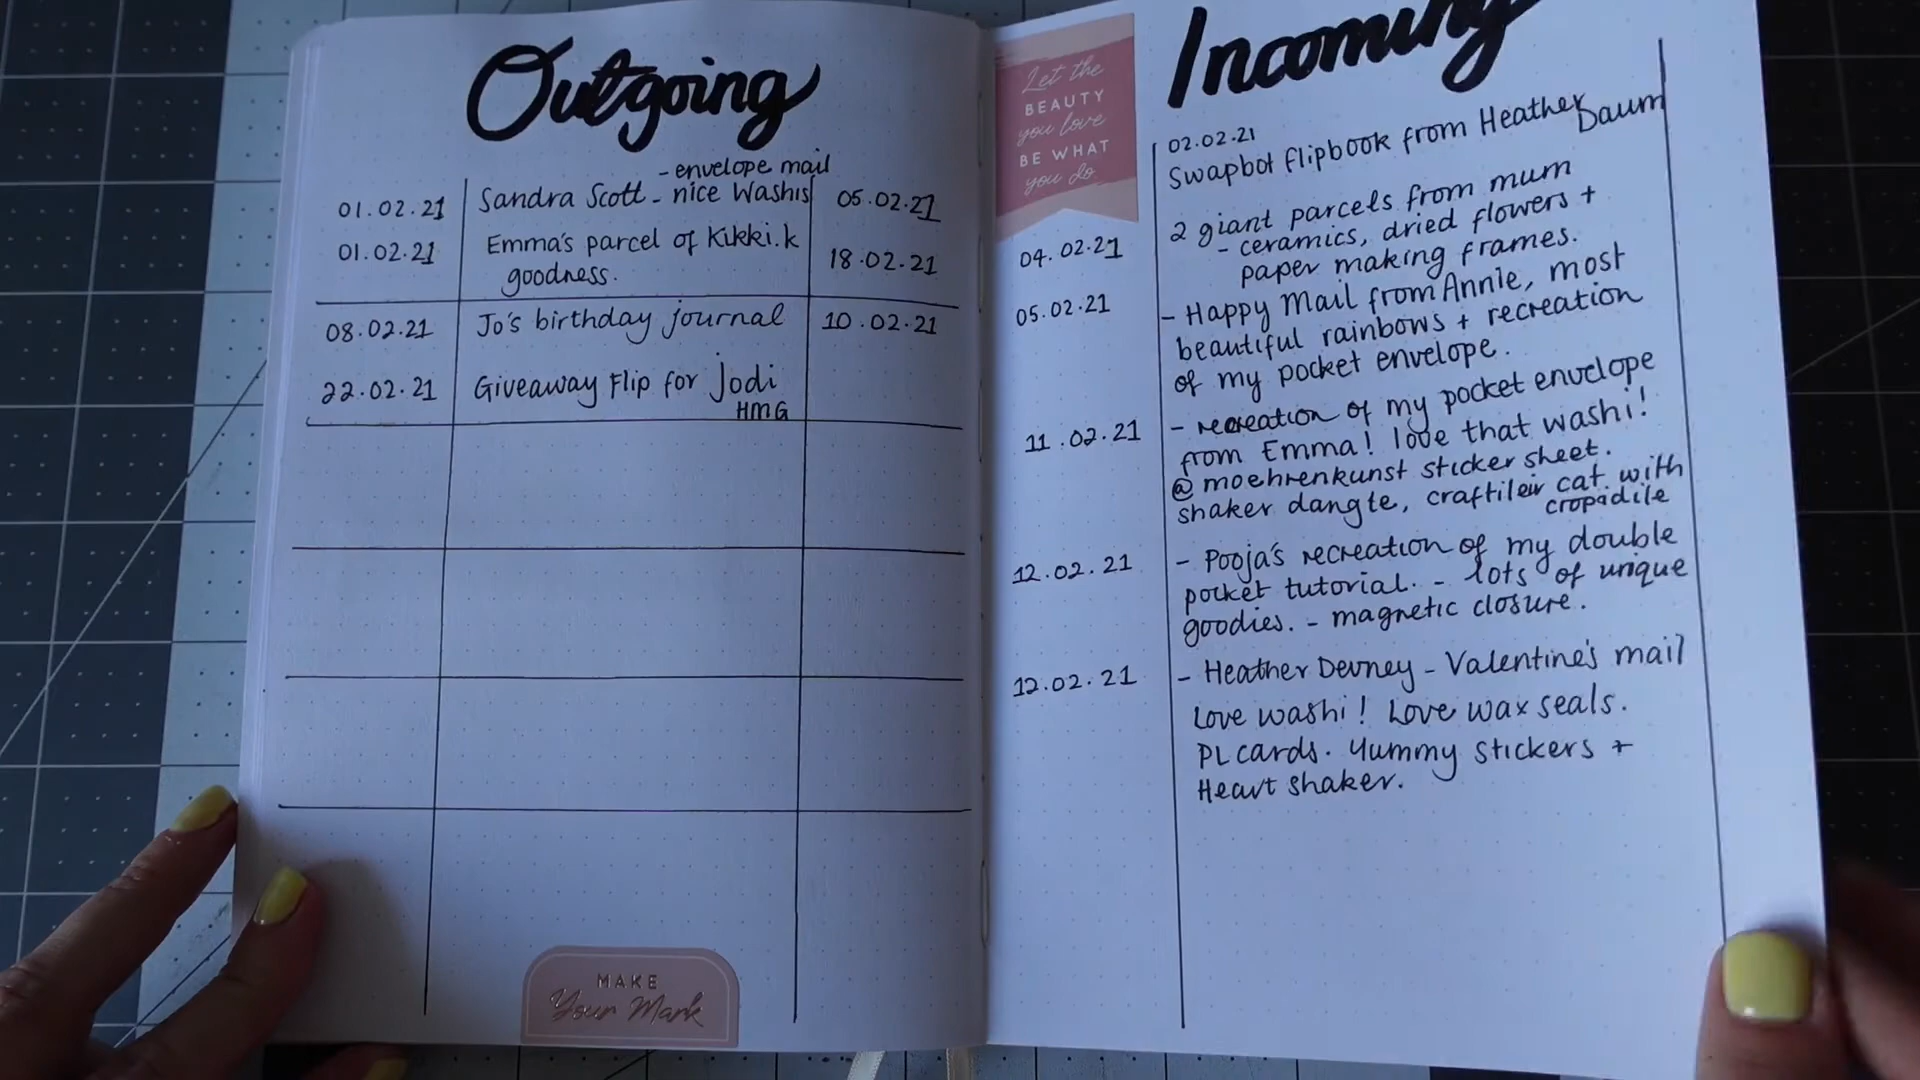 Outgoing
- envelope mail
01.02.21 Sandra Scott - nice Washis 05.02.21
01.02.21 Emma's parcel of Kikki.k 18.02.21
goodness.
08.02.21 Jo's birthday journal 10.02.21
22.02.21 Giveaway Flip for Jodi
HMG
MAKE
Your Mark
Let the
BEAUTY
you love
BE WHAT
you do.
Incoming
02.02.21
Swapbot flipbook from Heather
Daum
2 giant parcels from mum
04.02.21 - ceramics, dried flowers +
paper making frames.
05.02.21 - Happy Mail from Annie, most
beautiful rainbows + recreation
of my pocket envelope.
11.02.21 - recreation of my pocket envelope
from Emma! love that washi!
@moehrenkunst sticker sheet.
shaker dangte, craftileir cat with
cropidile
12.02.21 - Pooja's recreation of my double
pocket tutorial. - lots of unique
goodies. - magnetic closure.
12.02.21 - Heather Devney - Valentine's mail
Love washi! Love wax seals.
PL cards. Yummy stickers +
Heart shaker.